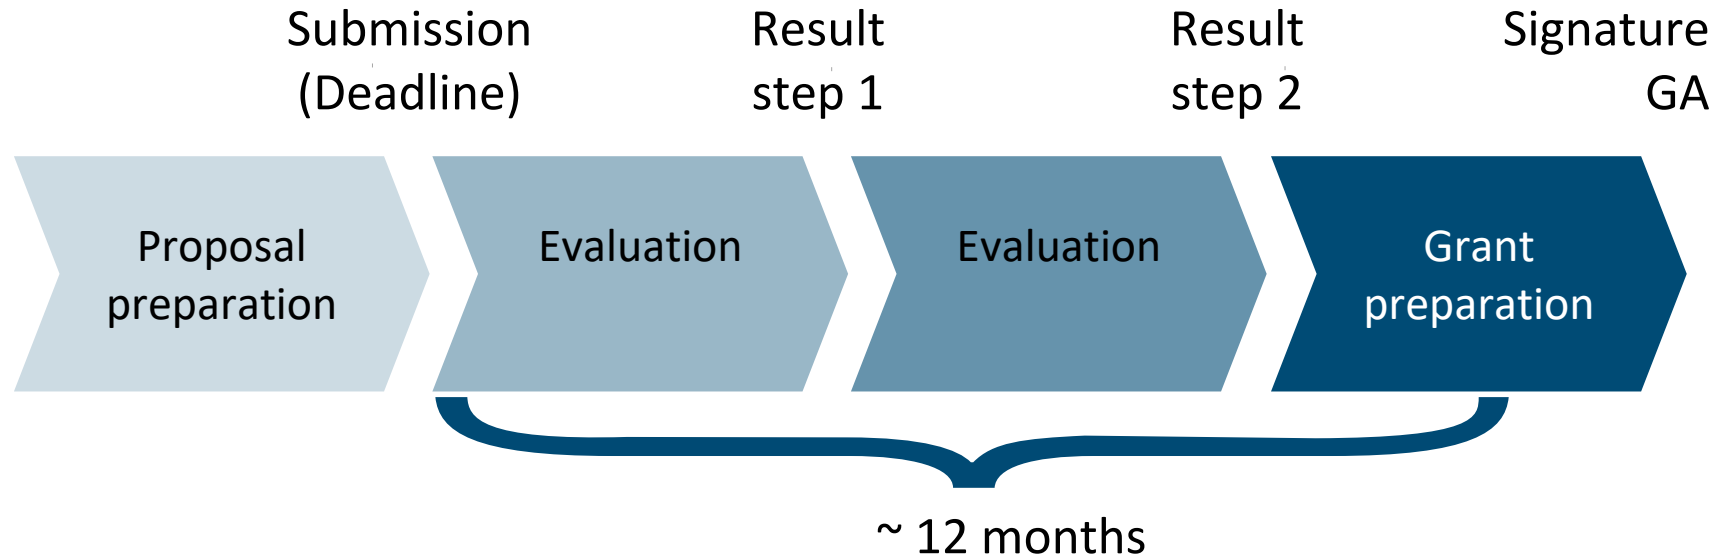 Submission
(Deadline)
Result
step 1
Result
step 2
Signature
GA
Proposal
preparation
Evaluation
Evaluation
Grant
preparation
~ 12 months